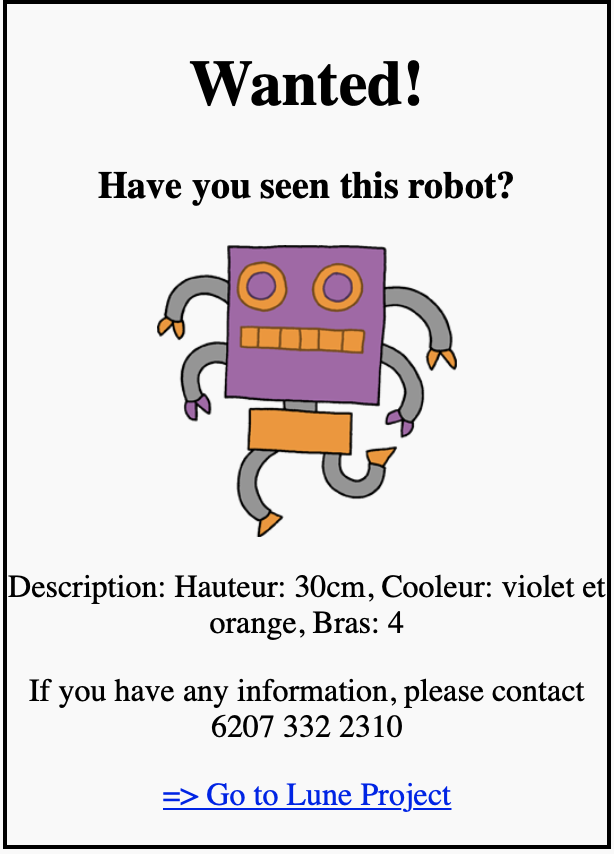 Wanted!
Have you seen this robot?
Description: Hauteur: 30cm, Cooleur: violet et
orange, Bras: 4
If you have any information, please contact
6207 332 2310
=> Go to Lune Project